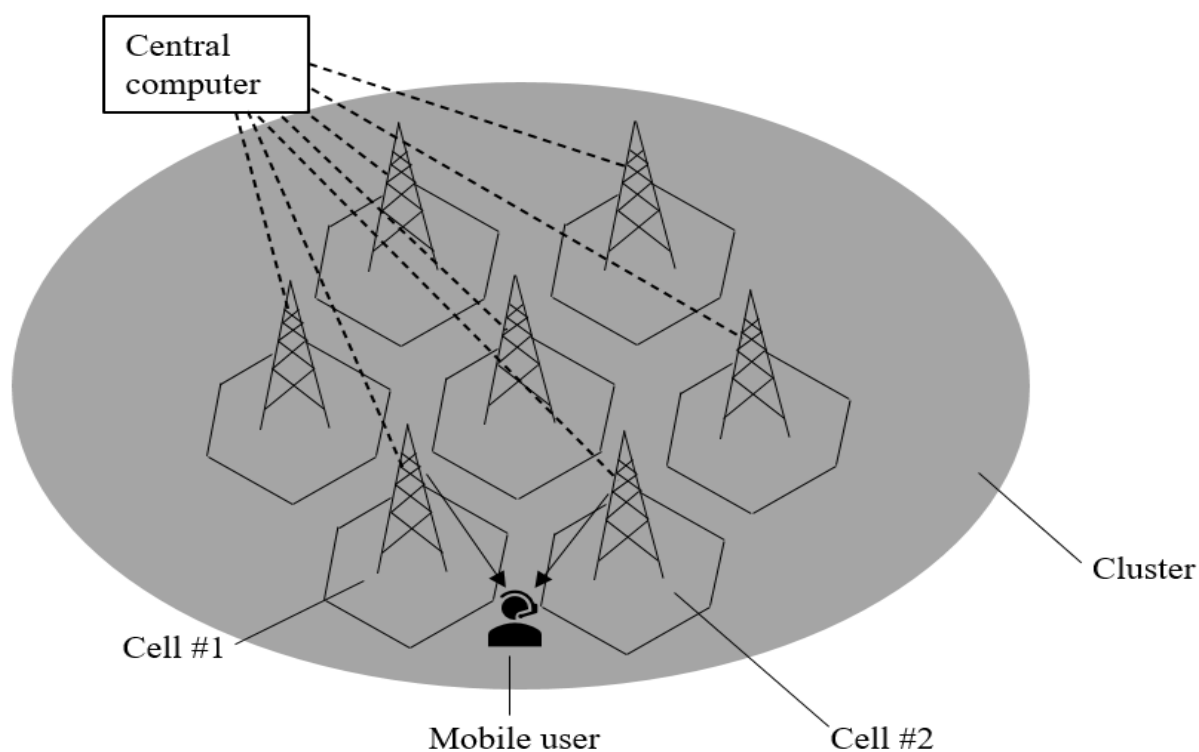 Central
computer
Cluster
Cell #1
Mobile user
Cell #2